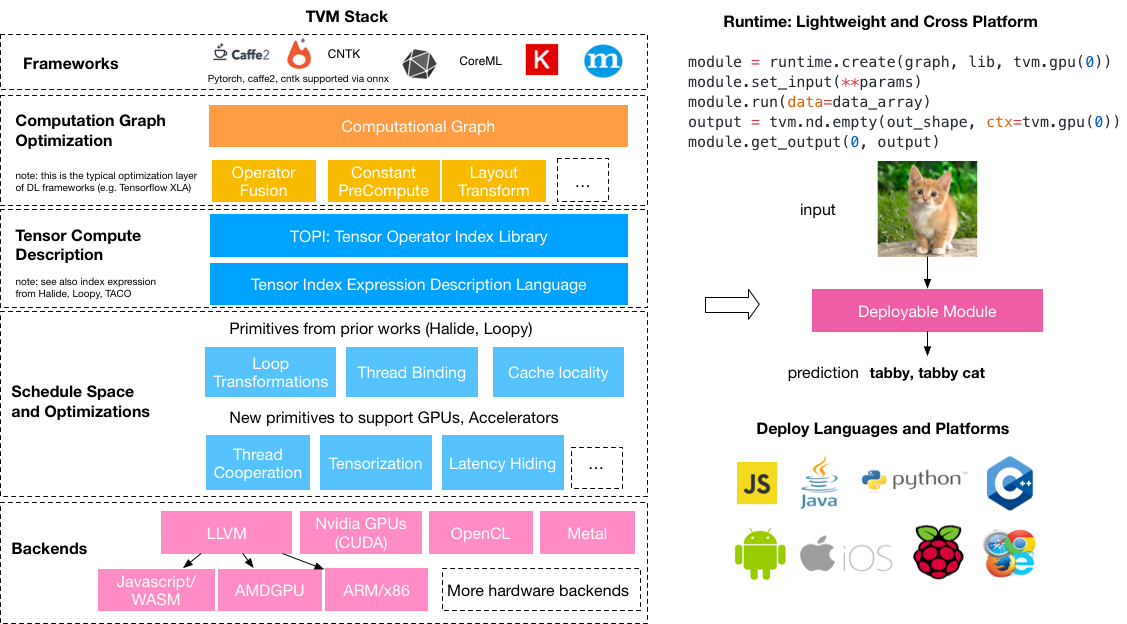 TVM Stack
Frameworks
Caffe2
CNTK
CoreML
K
m
Pytorch, caffe2, cntk supported via onnx
Computation Graph
Optimization
note: this is the typical optimization layer
of DL frameworks (e.g. Tensorflow XLA)
Computational Graph
Operator
Fusion
Constant
PreCompute
Layout
Transform
...
Tensor Compute
Description
note: see also index expression
from Halide, Loopy, TACO
TOPI: Tensor Operator Index Library
Tensor Index Expression Description Language
Schedule Space
and Optimizations
Primitives from prior works (Halide, Loopy)
Loop
Transformations
Thread Binding
Cache locality
New primitives to support GPUs, Accelerators
Thread
Cooperation
Tensorization
Latency Hiding
...
Backends
LLVM
Nvidia GPUs
(CUDA)
OpenCL
Metal
Javascript/
WASM
AMDGPU
ARM/x86
More hardware backends
Runtime: Lightweight and Cross Platform
module = runtime.create(graph, lib, tvm.gpu(0))
module.set_input(**params)
module.run(data=data_array)
output = tvm.nd.empty(out_shape, ctx=tvm.gpu(0))
module.get_output(0, output)
input
Deployable Module
prediction tabby, tabby cat
Deploy Languages and Platforms
JS
Java
python™
C++
iOS